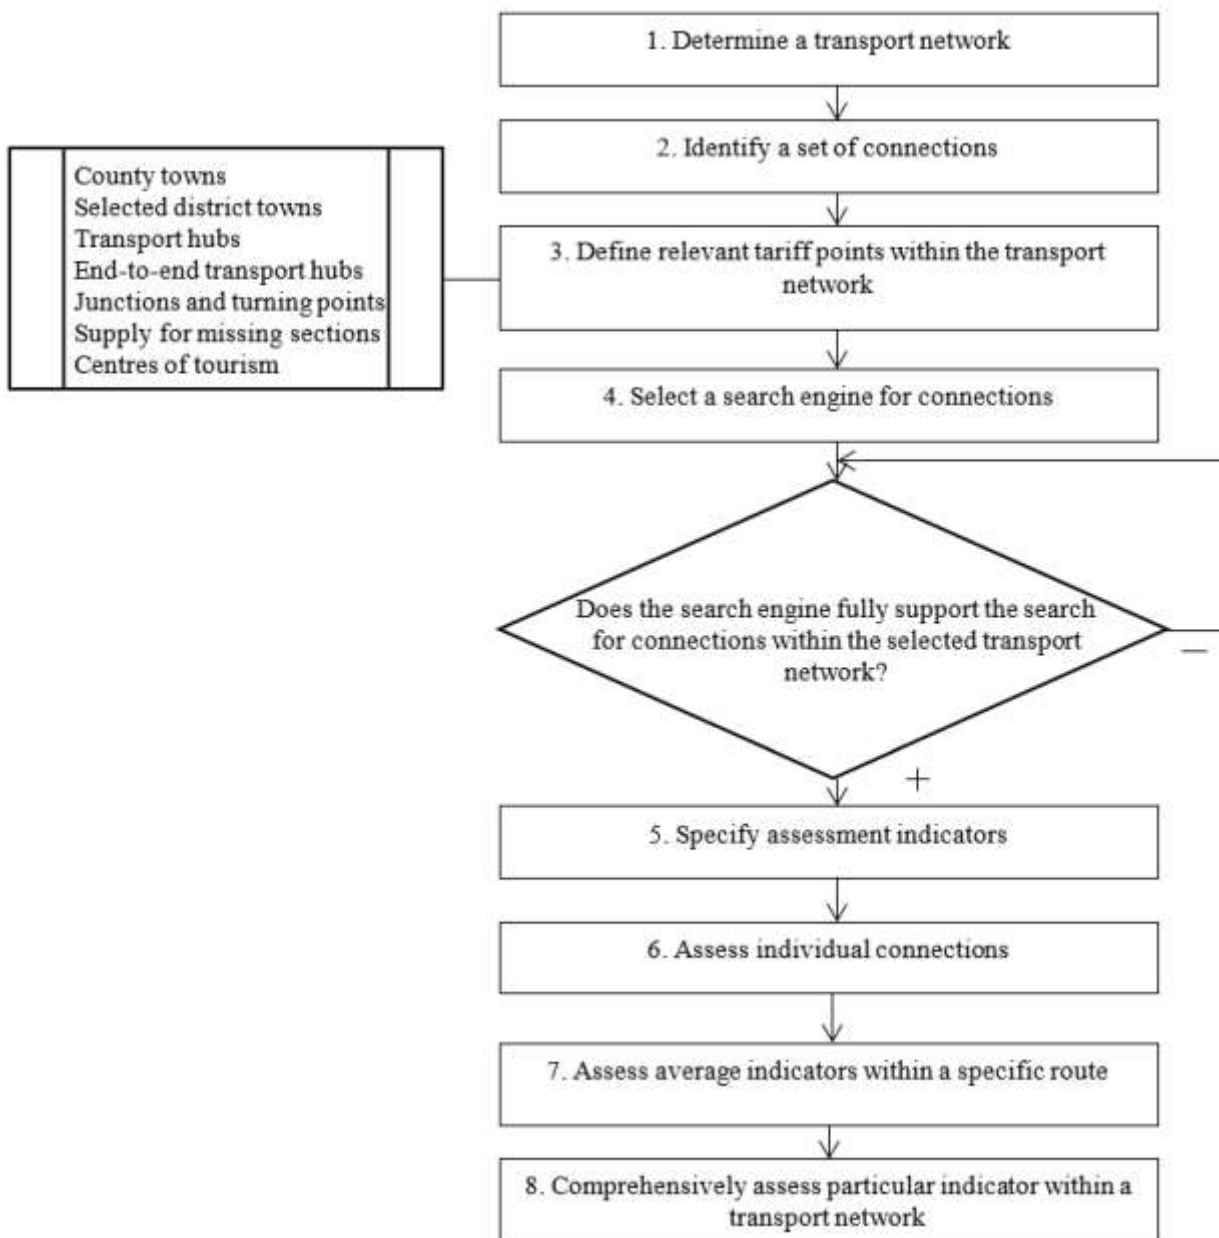 1. Determine a transport network
2. Identify a set of connections
County towns
Selected district towns
Transport hubs
End-to-end transport hubs
Junctions and turning points
Supply for missing sections
Centres of tourism
3. Define relevant tariff points within the transport
network
4. Select a search engine for connections
Does the search engine fully support the search
for connections within the selected transport
network?
—
+
5. Specify assessment indicators
6. Assess individual connections
7. Assess average indicators within a specific route
8. Comprehensively assess particular indicator within a
transport network